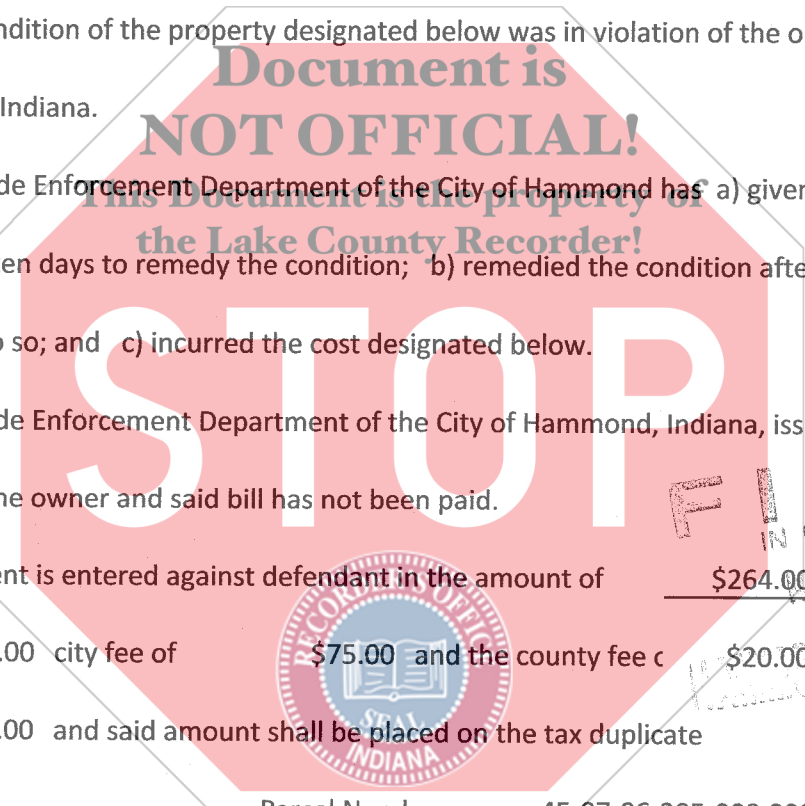 ndition of the property designated below was in violation of the o
Document is
Indiana.
NOT OFFICIAL!
de Enforcement Department of the City of Hammond has a) given
This Document is the property of
the Lake County Recorder!
en days to remedy the condition; b) remedied the condition afte
STOP
o so; and c) incurred the cost designated below.
de Enforcement Department of the City of Hammond, Indiana, iss
ne owner and said bill has not been paid.
F I
IN
ent is entered against defendant in the amount of $264.00
RECORDER'S OFFIC
.00 city fee of $75.00 and the county fee c $20.00
SEAL
.00 and said amount shall be placed on the tax duplicate
INDIANA